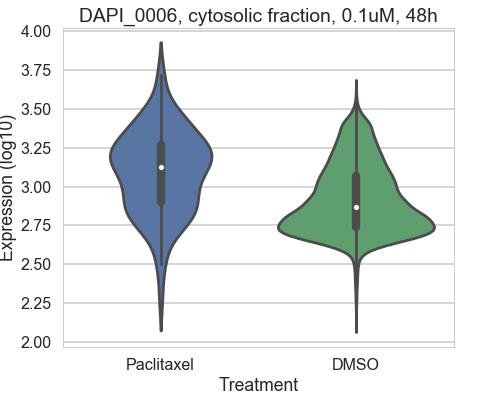 DAPI_0006, cytosolic fraction, 0.1uM, 48h
Expression (log10)
4.00
3.75
3.50
3.25
3.00
2.75
2.50
2.25
2.00
Paclitaxel DMSO
Treatment